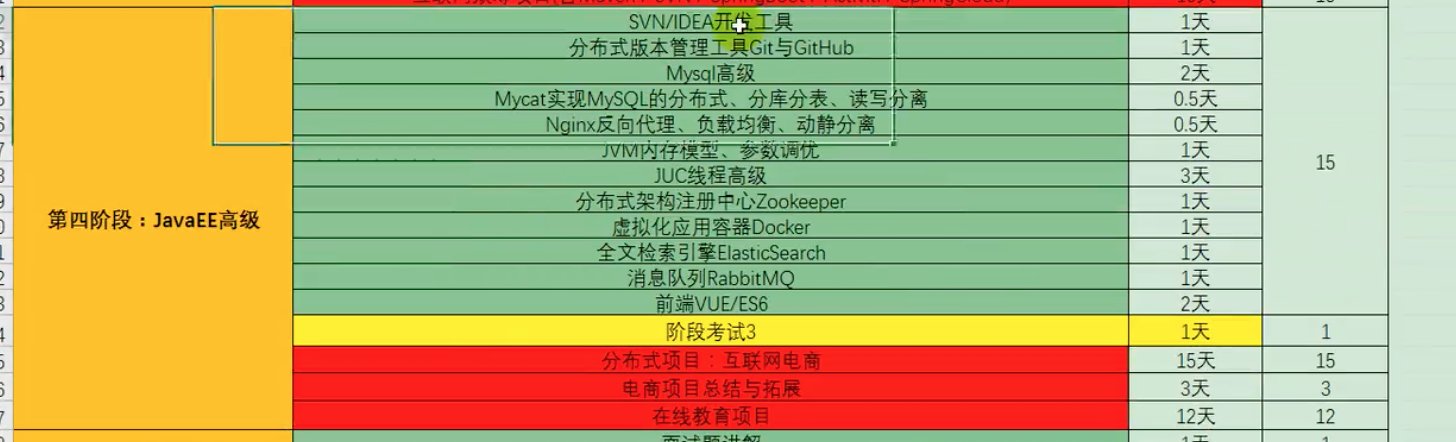 SVN/IDEA开发工具 1天
分布式版本管理工具Git与GitHub 1天
Mysql高级 2天
Mycat实现MySQL的分布式、分库分表、读写分离 0.5天
Nginx反向代理、负载均衡、动静分离 0.5天
JVM内存模型、参数调优 1天
15
JUC线程高级 3天
分布式架构注册中心Zookeeper 1天
第四阶段：JavaEE高级
虚拟化应用容器Docker 1天
全文检索引擎ElasticSearch 1天
消息队列RabbitMQ 1天
前端VUE/ES6 2天
阶段考试3 1天 1
分布式项目：互联网电商 15天 15
电商项目总结与拓展 3天 3
在线教育项目 12天 12